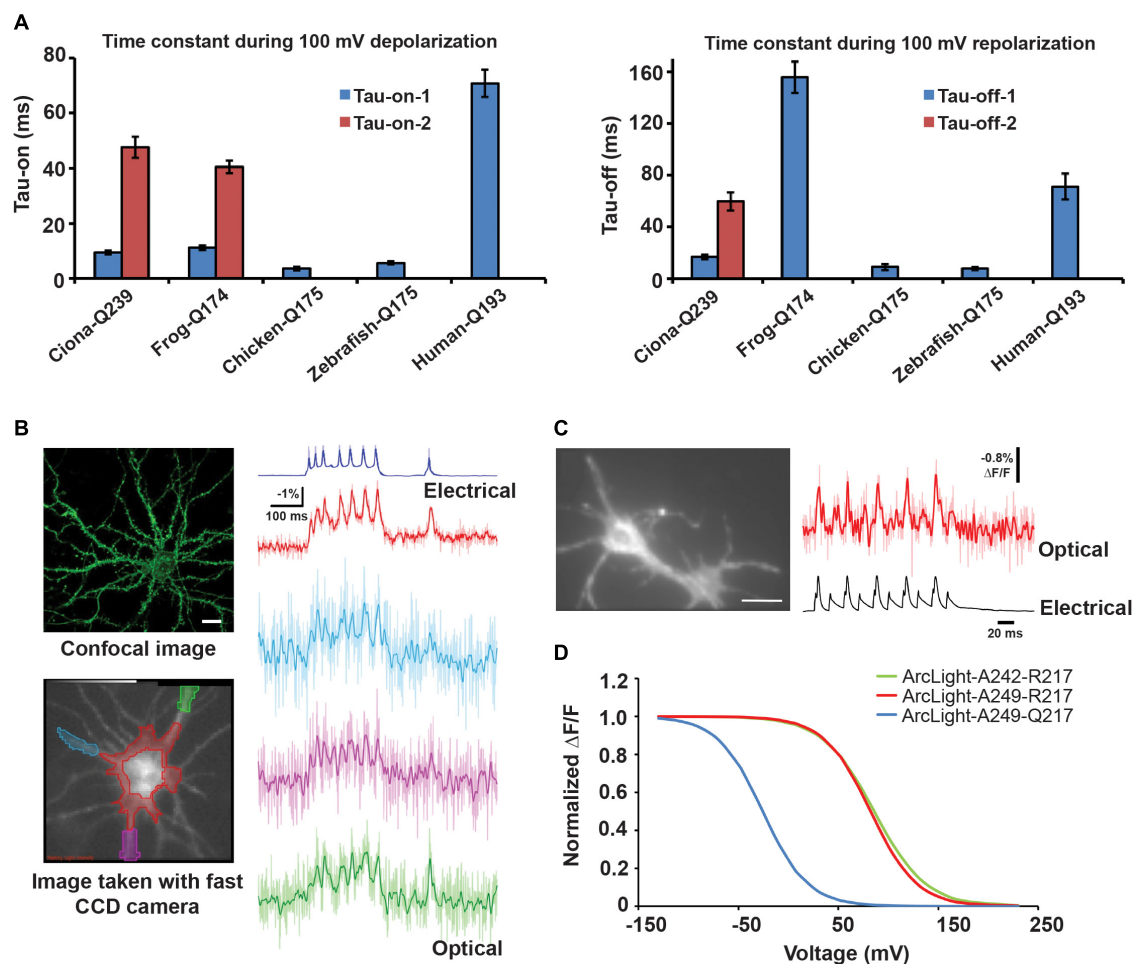 A
Time constant during 100 mV depolarization
80
60
40
20
0
Tau-on (ms)
Tau-on-1
Tau-on-2
Ciona-Q239
Frog-Q174
Chicken-Q175
Zebrafish-Q175
Human-Q193
Time constant during 100 mV repolarization
160
120
80
40
0
Tau-off (ms)
Tau-off-1
Tau-off-2
Ciona-Q239
Frog-Q174
Chicken-Q175
Zebrafish-Q175
Human-Q193
B
Confocal image
Image taken with fast
CCD camera
Electrical
-1%
100 ms
Optical
C
-0.8%
ΔF/F
Optical
Electrical
20 ms
D
ArcLight-A242-R217
ArcLight-A249-R217
ArcLight-A249-Q217
Normalized ΔF/F
1.2
1.0
0.8
0.6
0.4
0.2
0
-150
-50
50
150
250
Voltage (mV)